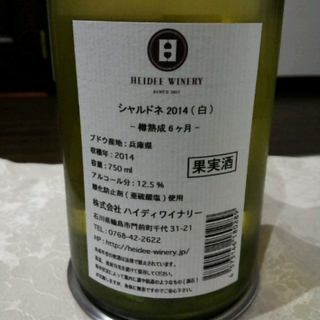 HEIDEE WINERY
シャルドネ 2014 (白)
- 樽熟成 6ヶ月 -
ブドウ産地：兵庫県
収穫年：2014
容量：750 ml
アルコール分：12.5 %
酸化防止剤（亜硫酸塩）使用
果実酒
株式会社 ハイディワイナリー
石川県輪島市門前町千代 31-21
TEL：0768-42-2622
HP：http://heidee-winery.jp/